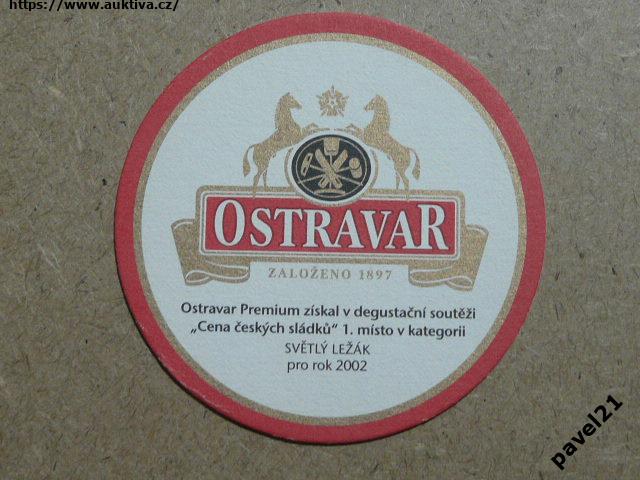 https://www.auktiva.cz/
OSTRAVAR
ZALOŽENO 1897
Ostravar Premium získal v degustační soutěži
„Cena českých sládků“ 1. místo v kategorii
SVĚTLÝ LEŽÁK
pro rok 2002
pavel21